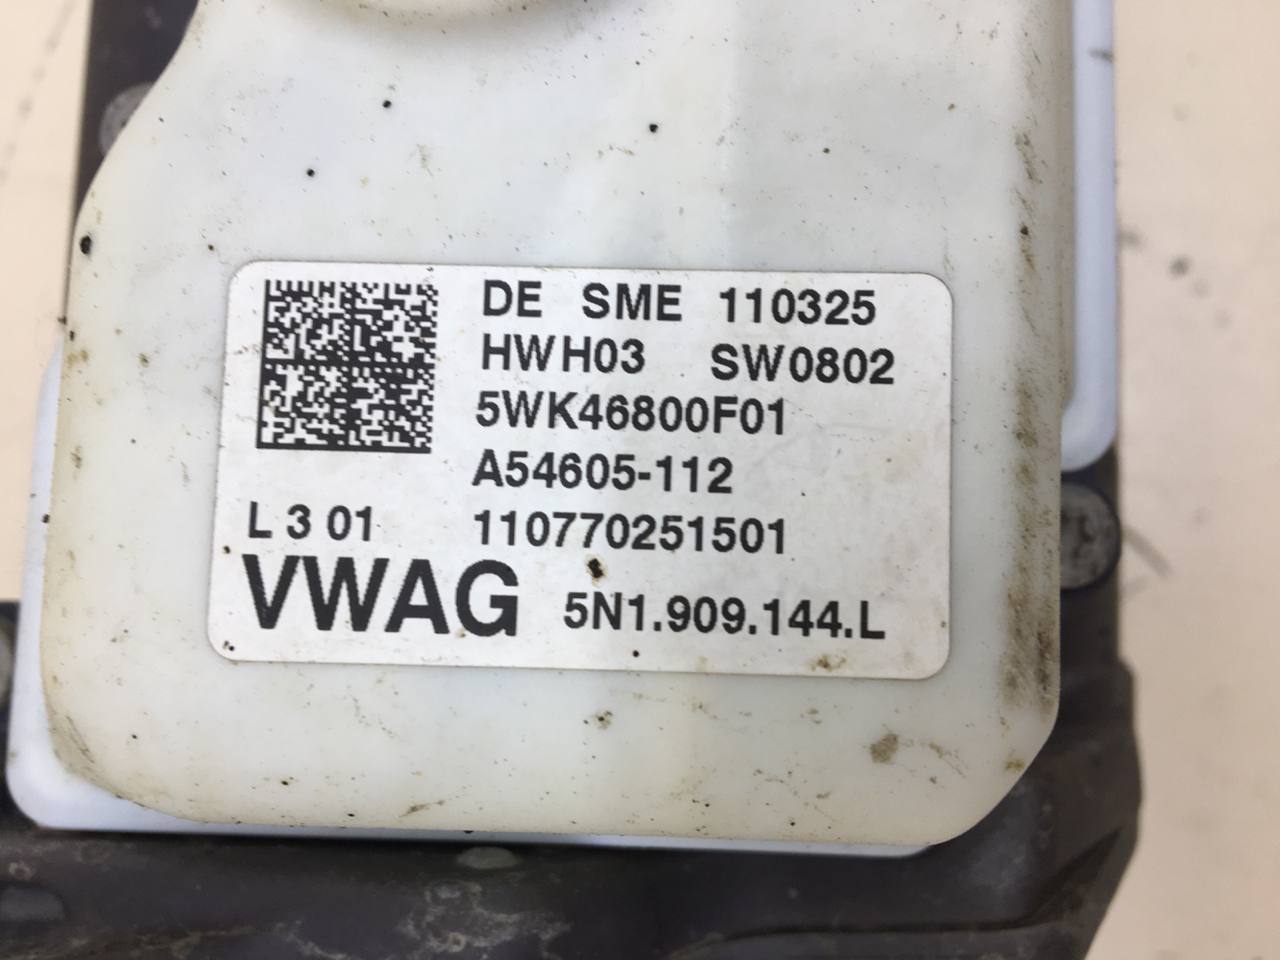 DE SME 110325
HWH03 SW0802
5WK46800F01
A54605-112
L 3 01 110770251501
VWAG 5N1.909.144.L